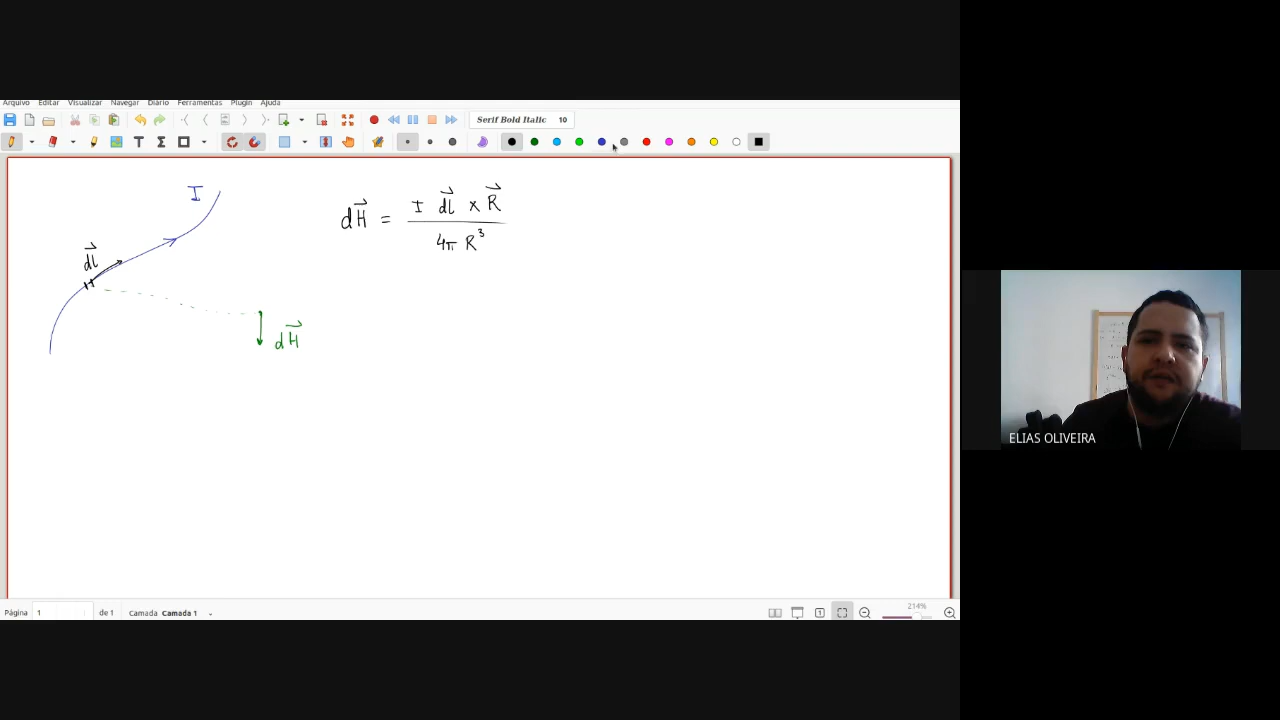 Arquivo Editar Visualizar Navegar Diário Ferramentas Plugin Ajuda
Serif Bold Italic 10
I
dl
dH
dH = I dl × R / 4π R³
ELIAS OLIVEIRA
Página 1 de 1 Camada Camada 1
214%